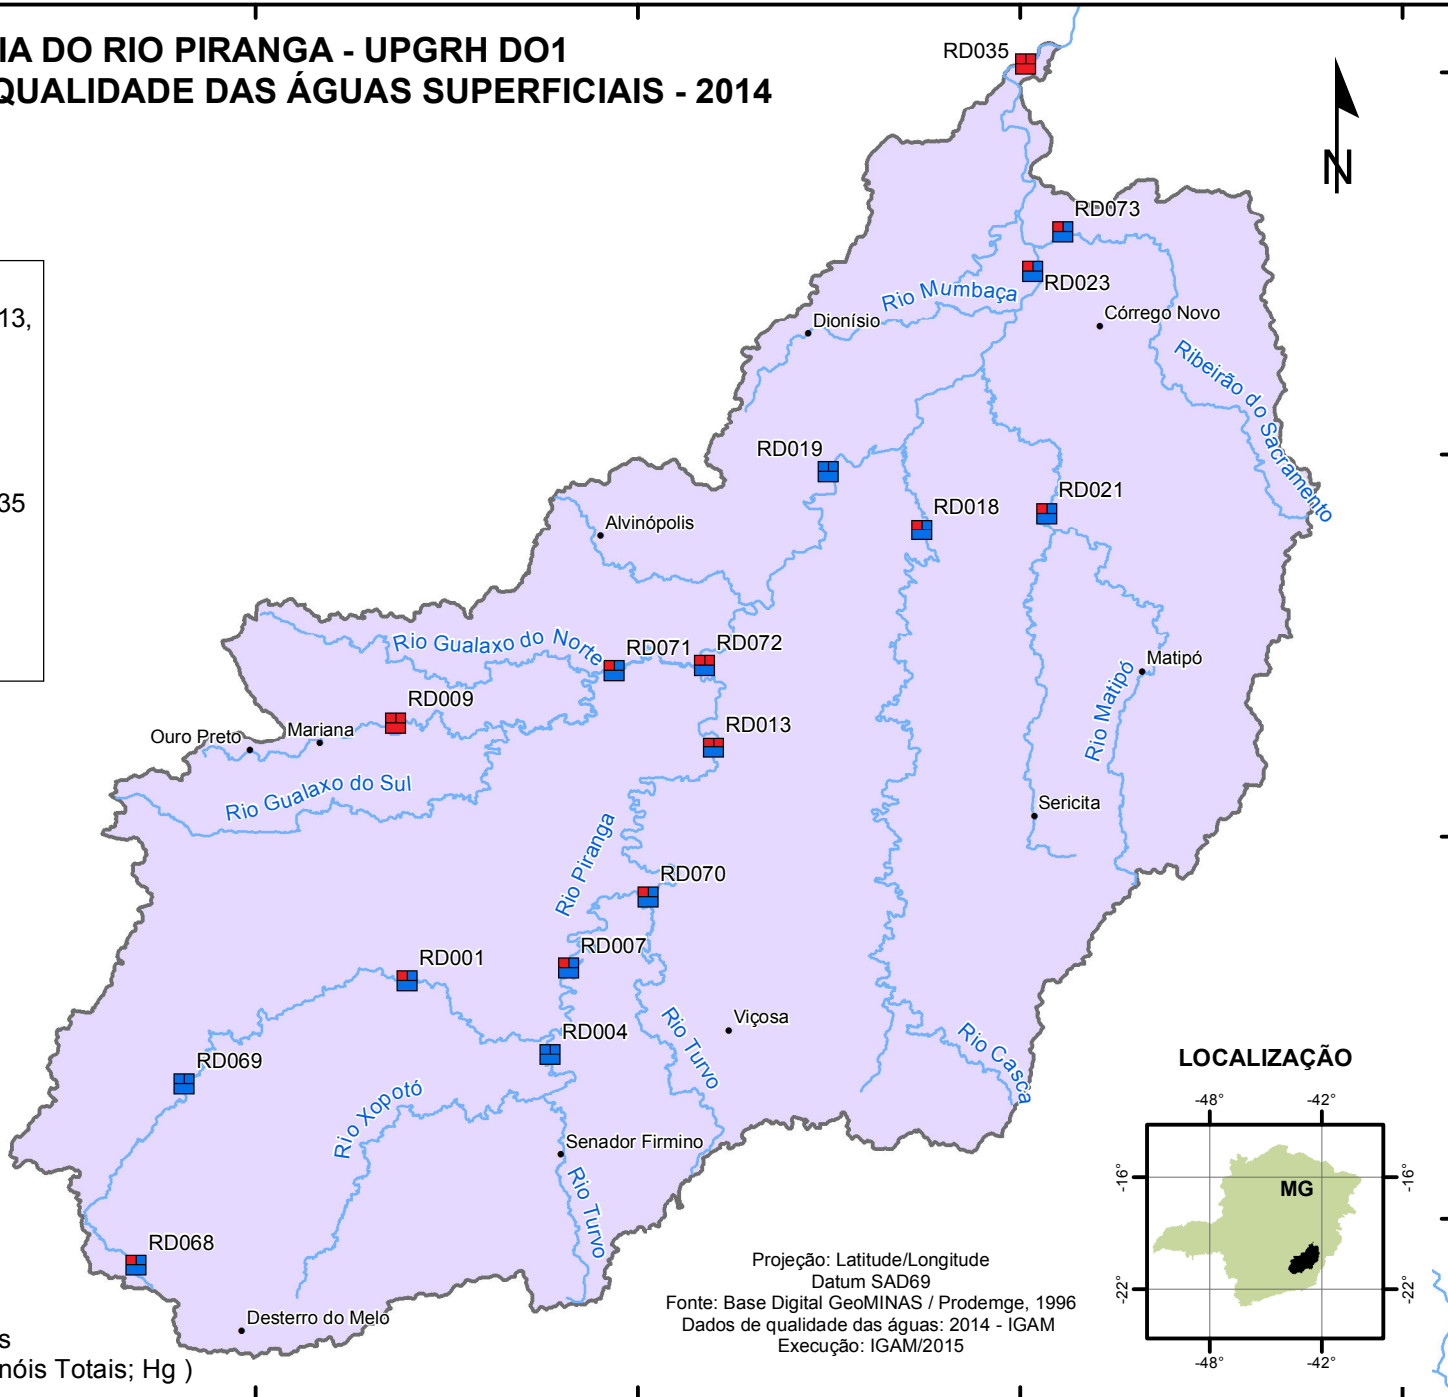 IA DO RIO PIRANGA - UPGRH DO1
QUALIDADE DAS ÁGUAS SUPERFICIAIS - 2014
RD035
N
RD073
13,
RD023
Rio Mumbaça
Córrego Novo
Dionísio
Ribeirão do Sacramento
RD019
35
RD021
RD018
Alvinópolis
Rio Gualaxo do Norte
RD071
RD072
Matipó
Rio Matipó
RD009
Mariana
Ouro Preto
RD013
Rio Gualaxo do Sul
Sericita
Rio Piranga
RD070
RD007
RD001
Viçosa
RD004
Rio Turvo
Rio Casca
RD069
LOCALIZAÇÃO
Rio Xopotó
-48°
-42°
Senador Firmino
-16°
-16°
MG
Rio Turvo
RD068
-22°
-22°
Projeção: Latitude/Longitude
Datum SAD69
Fonte: Base Digital GeoMINAS / Prodemge, 1996
Dados de qualidade das águas: 2014 - IGAM
Execução: IGAM/2015
Desterro do Melo
-48°
-42°
s
nóis Totais; Hg )